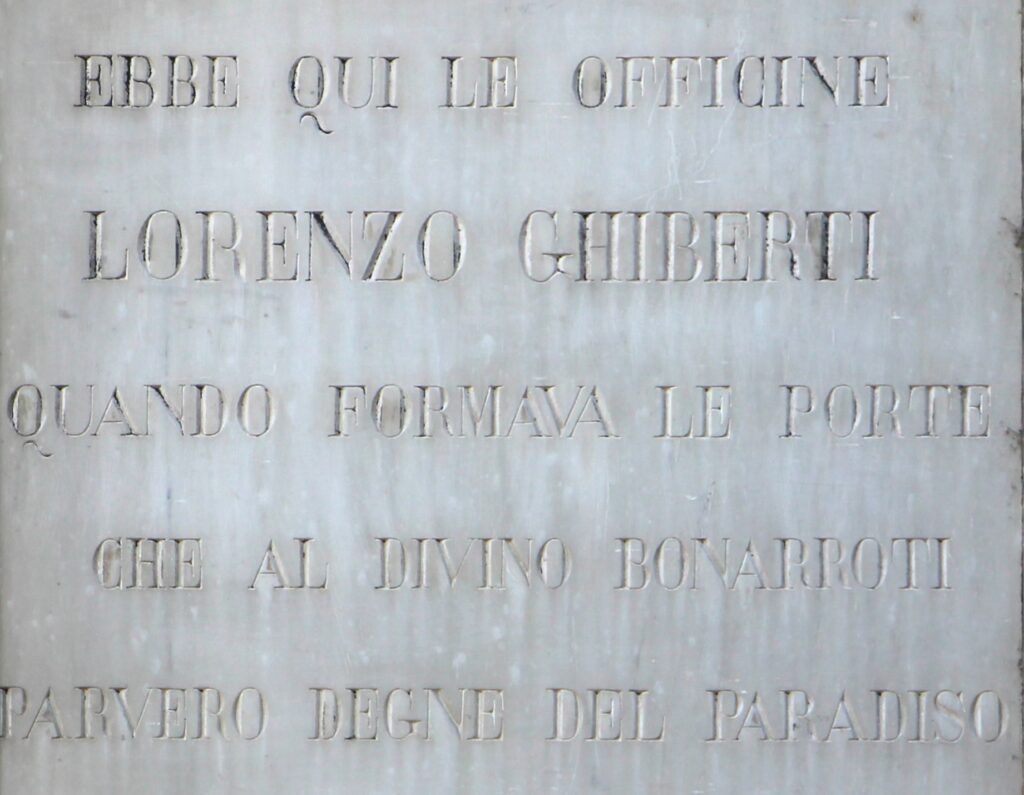 EBBE QUI LE OFFICINE
LORENZO GHIBERTI
QUANDO FORMAVA LE PORTE
CHE AL DIVINO BONARROTI
PARVERO DEGNE DEL PARADISO